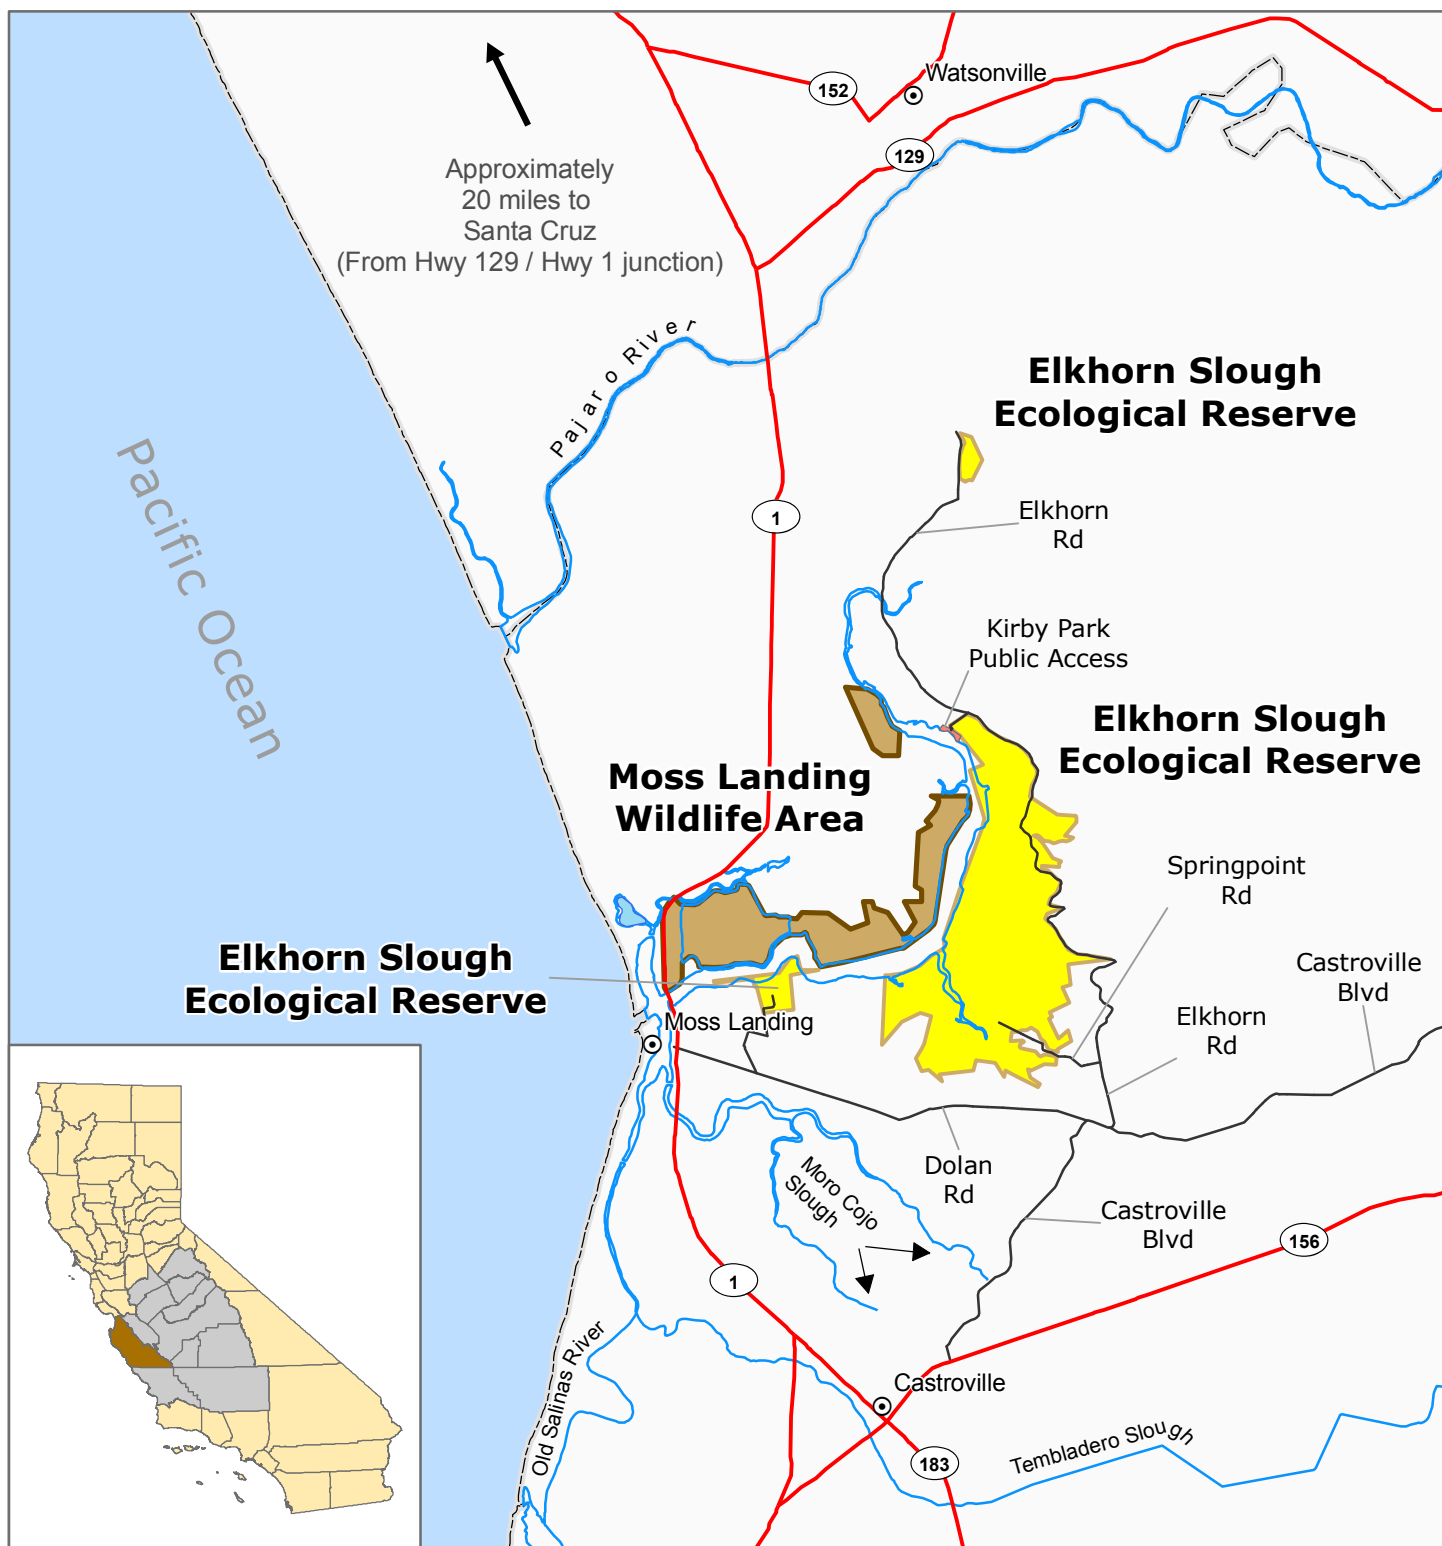 Watsonville
152
129
Approximately
20 miles to
Santa Cruz
(From Hwy 129 / Hwy 1 junction)
Pajaro River
Elkhorn Slough
Ecological Reserve
Pacific Ocean
1
Elkhorn
Rd
Kirby Park
Public Access
Elkhorn Slough
Ecological Reserve
Moss Landing
Wildlife Area
Springpoint
Rd
Elkhorn Slough
Ecological Reserve
Castroville
Blvd
Elkhorn
Rd
Moss Landing
Dolan
Rd
Moro Cojo
Slough
Castroville
Blvd
156
1
Old Salinas River
Castroville
Tembladero Slough
183